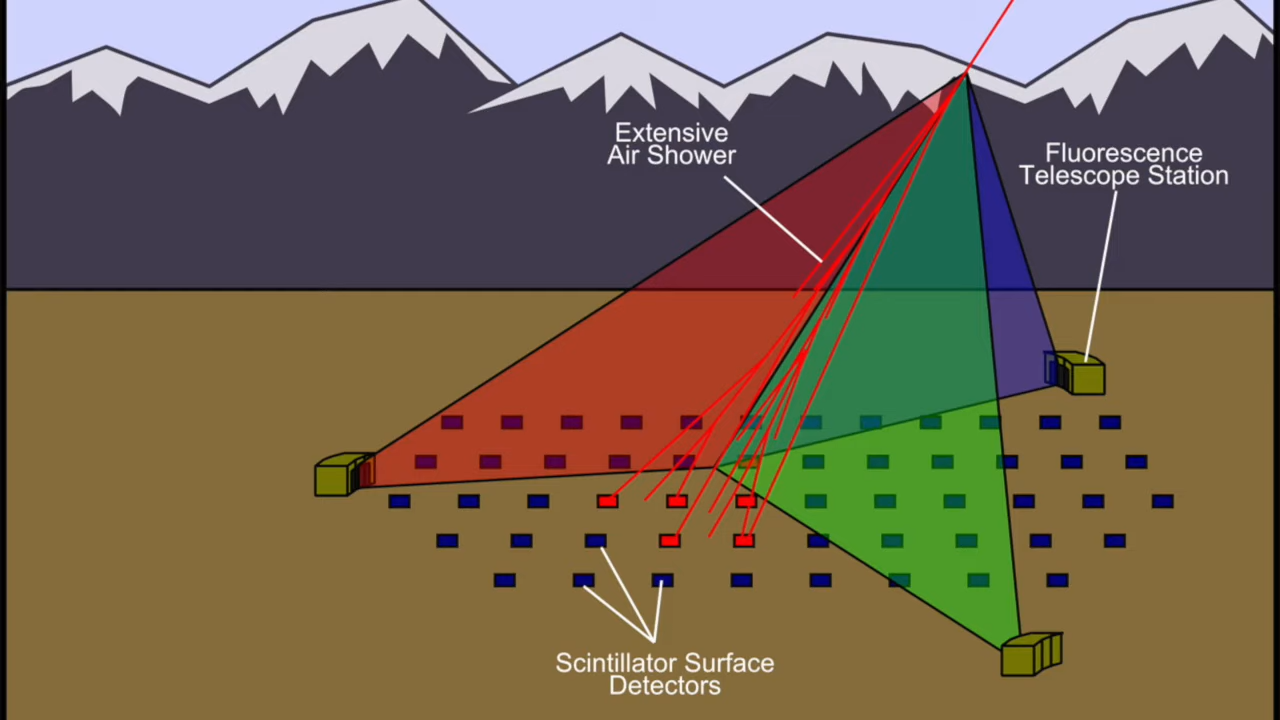 Extensive
Air Shower
Fluorescence
Telescope Station
Scintillator Surface
Detectors